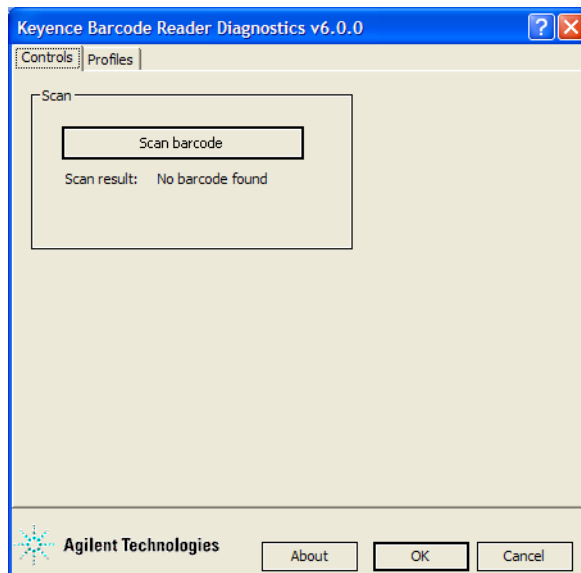 Keyence Barcode Reader Diagnostics v6.0.0
Controls Profiles
Scan
Scan barcode
Scan result: No barcode found
Agilent Technologies
About OK Cancel